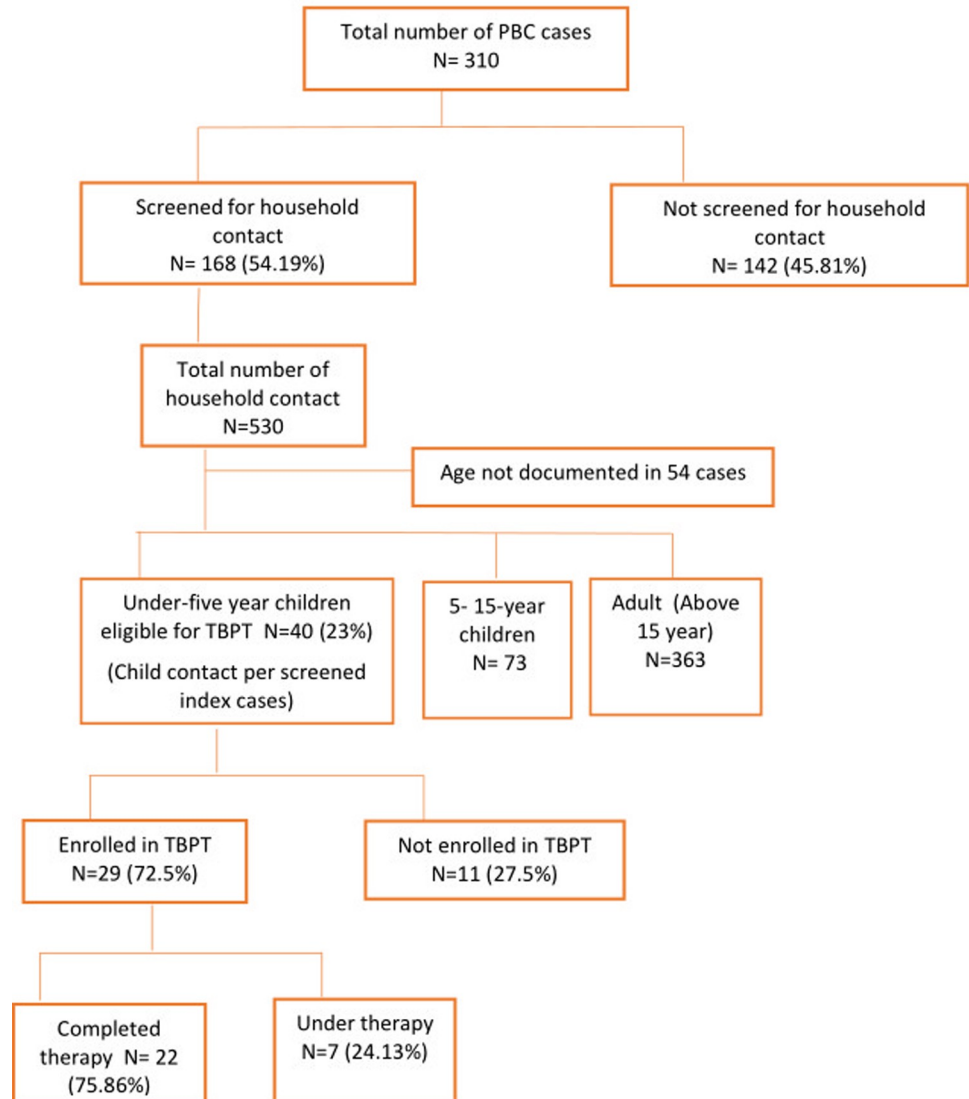 Total number of PBC cases
N= 310
Screened for household
contact
N= 168 (54.19%)
Not screened for household
contact
N= 142 (45.81%)
Total number of
household contact
N=530
Age not documented in 54 cases
Under-five year children
eligible for TBPT N=40 (23%)
(Child contact per screened
index cases)
5- 15-year
children
N= 73
Adult (Above
15 year)
N=363
Enrolled in TBPT
N=29 (72.5%)
Not enrolled in TBPT
N=11 (27.5%)
Completed
therapy N= 22
(75.86%)
Under therapy
N=7 (24.13%)